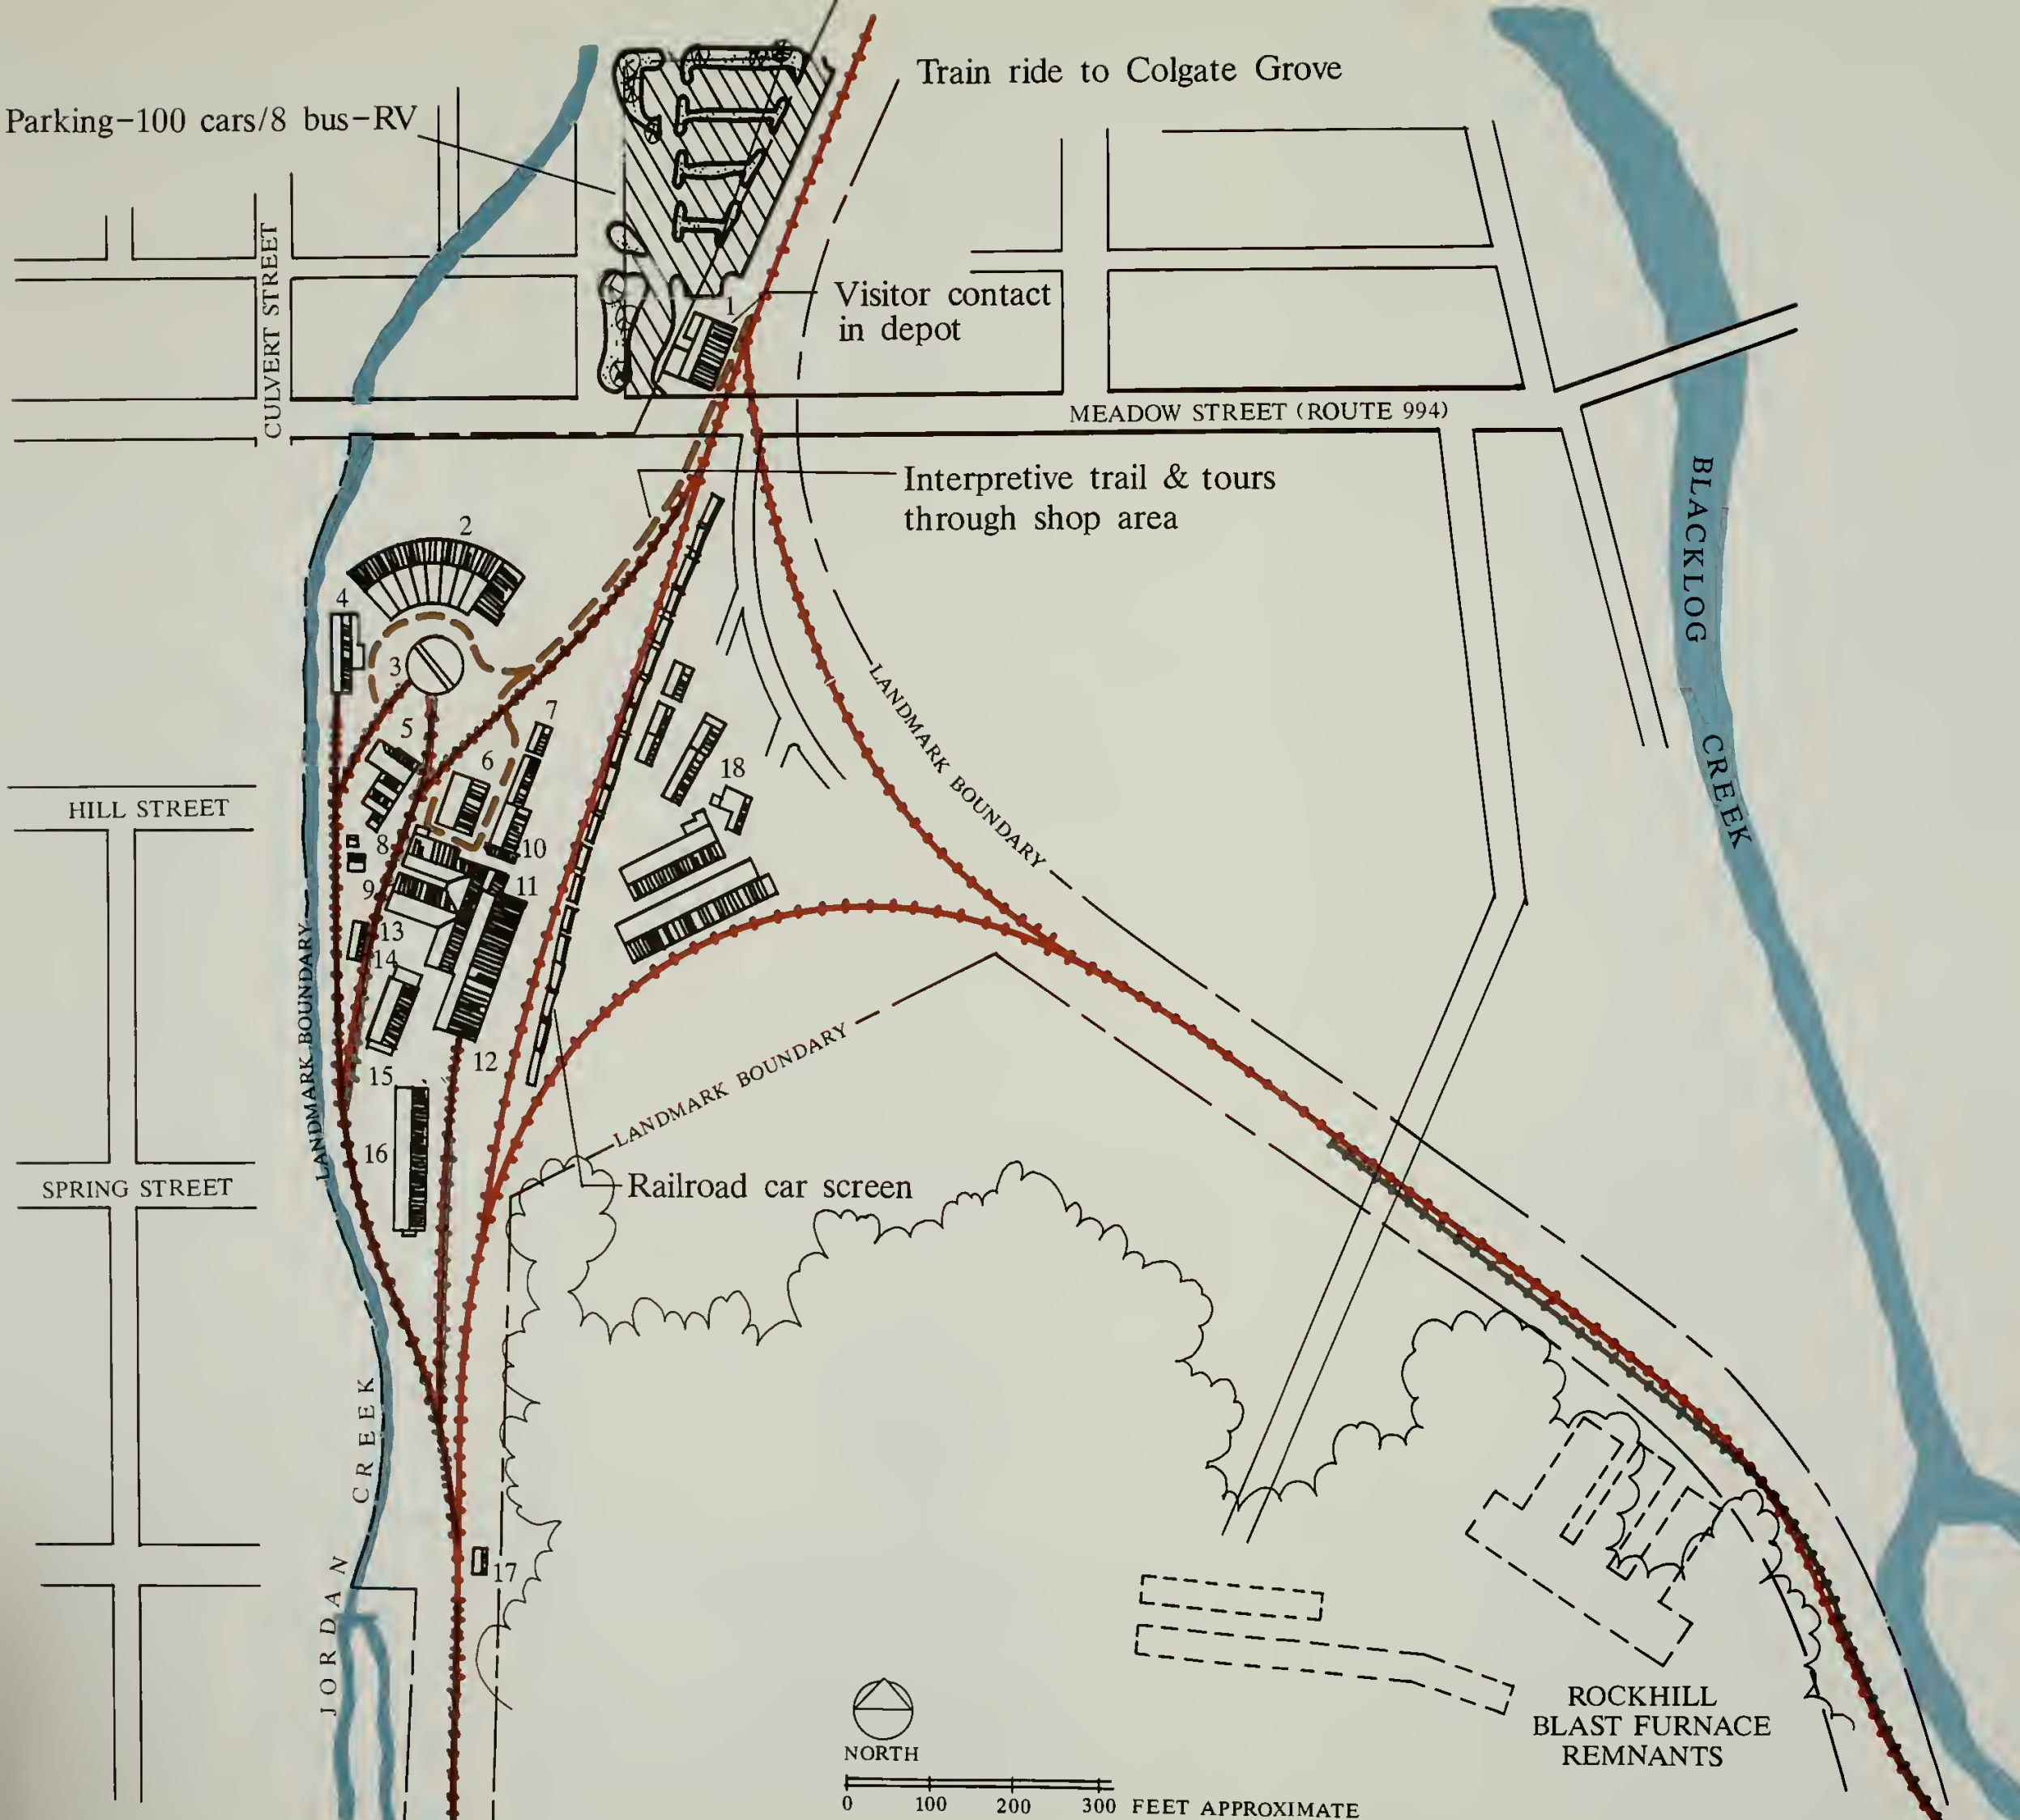 Train ride to Colgate Grove
Parking–100 cars/8 bus–RV
CULVERT STREET
1
Visitor contact
in depot
MEADOW STREET (ROUTE 994)
Interpretive trail & tours
through shop area
BLACKLOG CREEK
2
4
3
5
6
7
18
HILL STREET
LANDMARK BOUNDARY
8
10
9
11
13
14
12
15
16
LANDMARK BOUNDARY
LANDMARK BOUNDARY
SPRING STREET
Railroad car screen
JORDAN CREEK
17
ROCKHILL
BLAST FURNACE
REMNANTS
NORTH
0 100 200 300 FEET APPROXIMATE